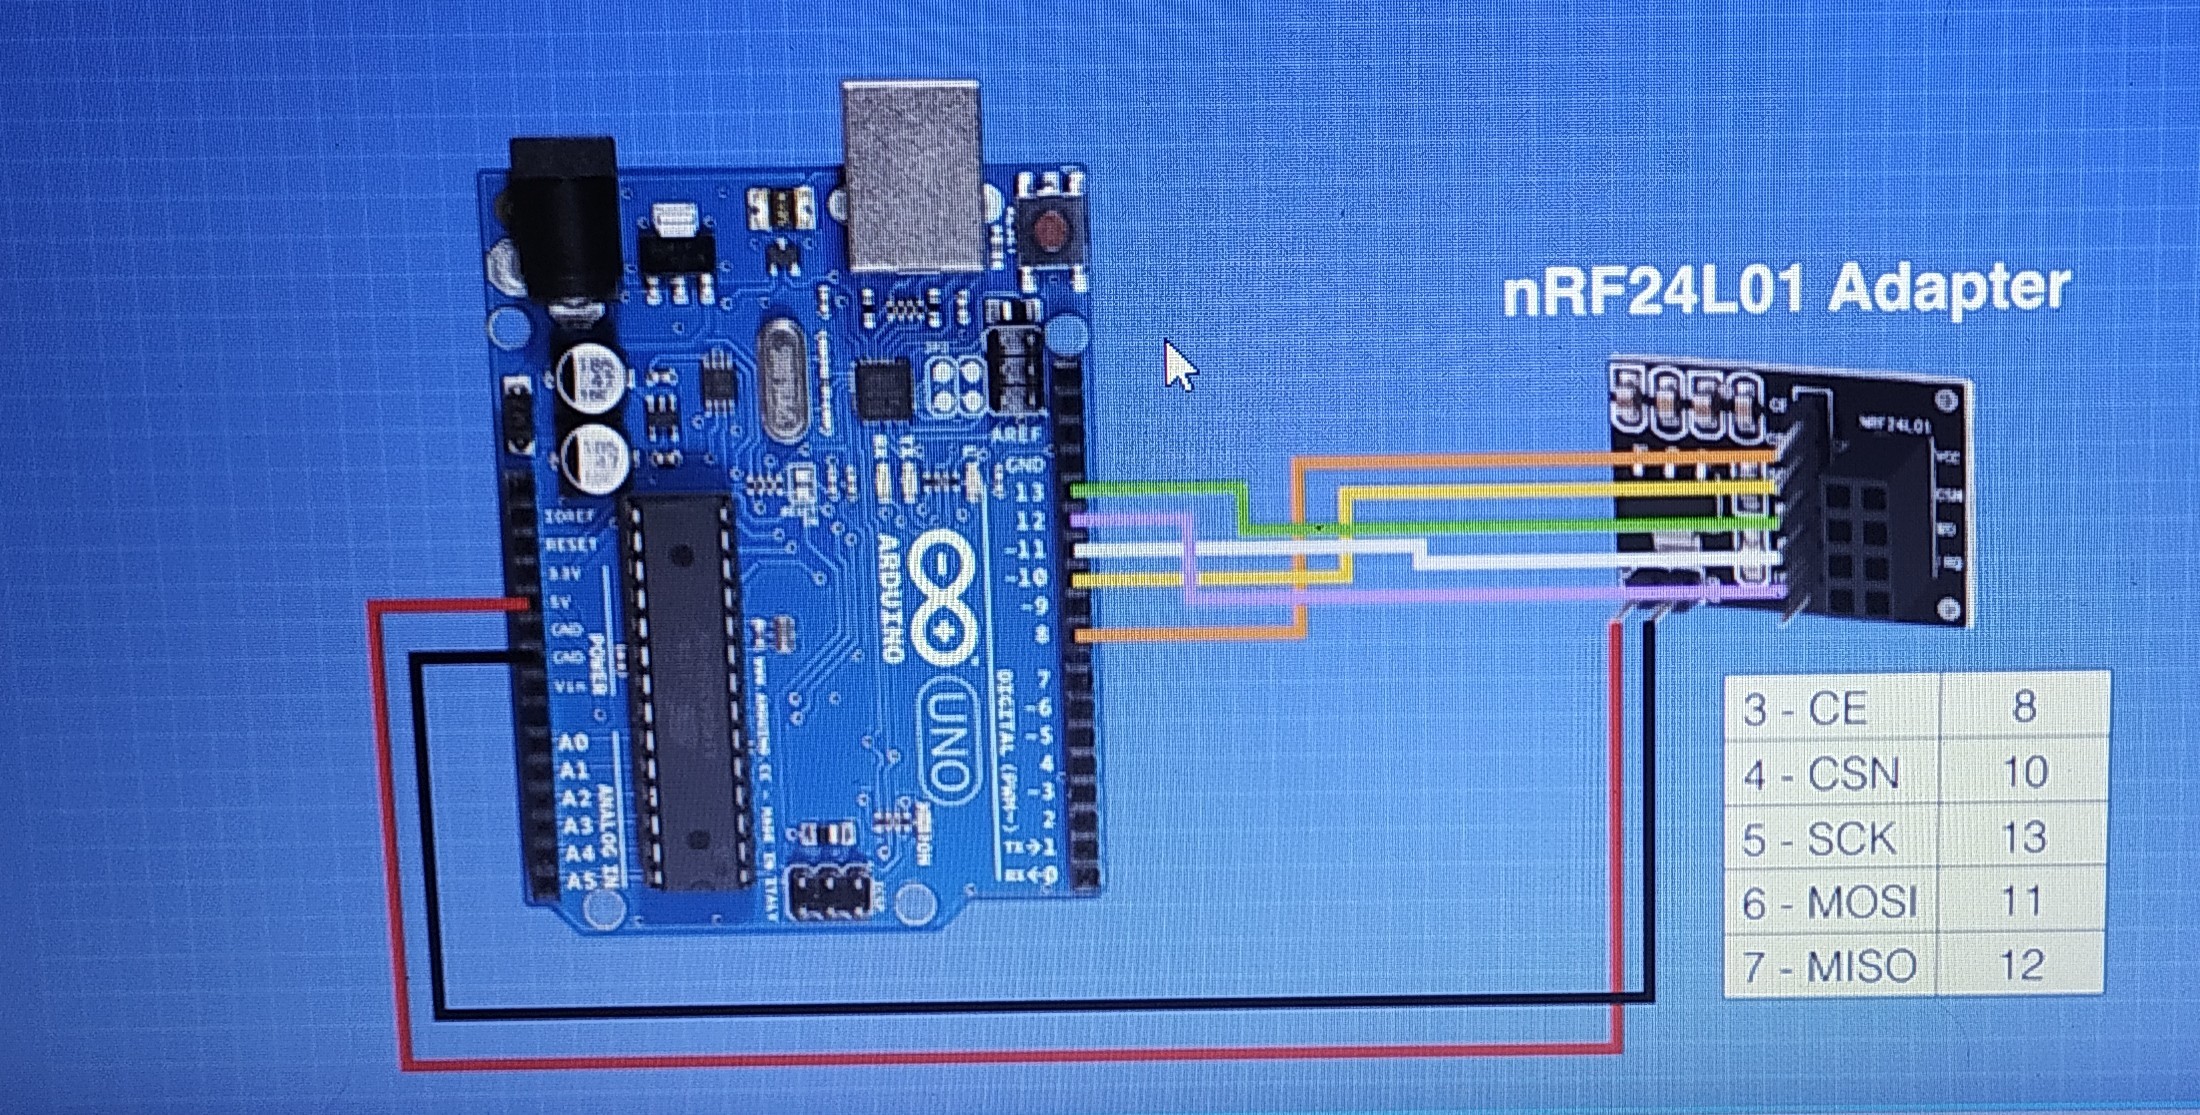 nRF24L01 Adapter
NRF24L01
VCC
CSN
AREF
GND
13
12
~11
~10
~9
8
7
~6
~5
4
~3
2
TX→1
RX←0
DIGITAL (PWM~)
IOREF
RESET
3.3V
5V
GND
GND
Vin
POWER
A0
A1
A2
A3
A4
A5
ANALOG IN
ARDUINO
UNO
3 - CE 8
4 - CSN 10
5 - SCK 13
6 - MOSI 11
7 - MISO 12